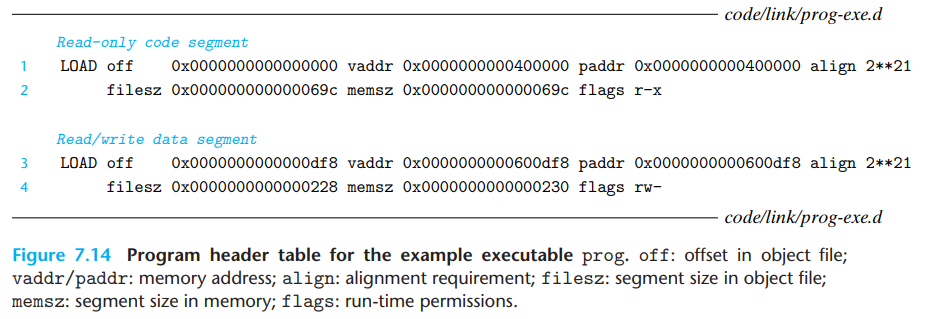 code/link/prog-exe.d
Read-only code segment
1 LOAD off 0x0000000000000000 vaddr 0x0000000000400000 paddr 0x0000000000400000 align 2**21
2 filesz 0x000000000000069c memsz 0x000000000000069c flags r-x
Read/write data segment
3 LOAD off 0x0000000000000df8 vaddr 0x0000000000600df8 paddr 0x0000000000600df8 align 2**21
4 filesz 0x0000000000000228 memsz 0x0000000000000230 flags rw-
code/link/prog-exe.d
Figure 7.14 Program header table for the example executable prog. off: offset in object file;
vaddr/paddr: memory address; align: alignment requirement; filesz: segment size in object file;
memsz: segment size in memory; flags: run-time permissions.